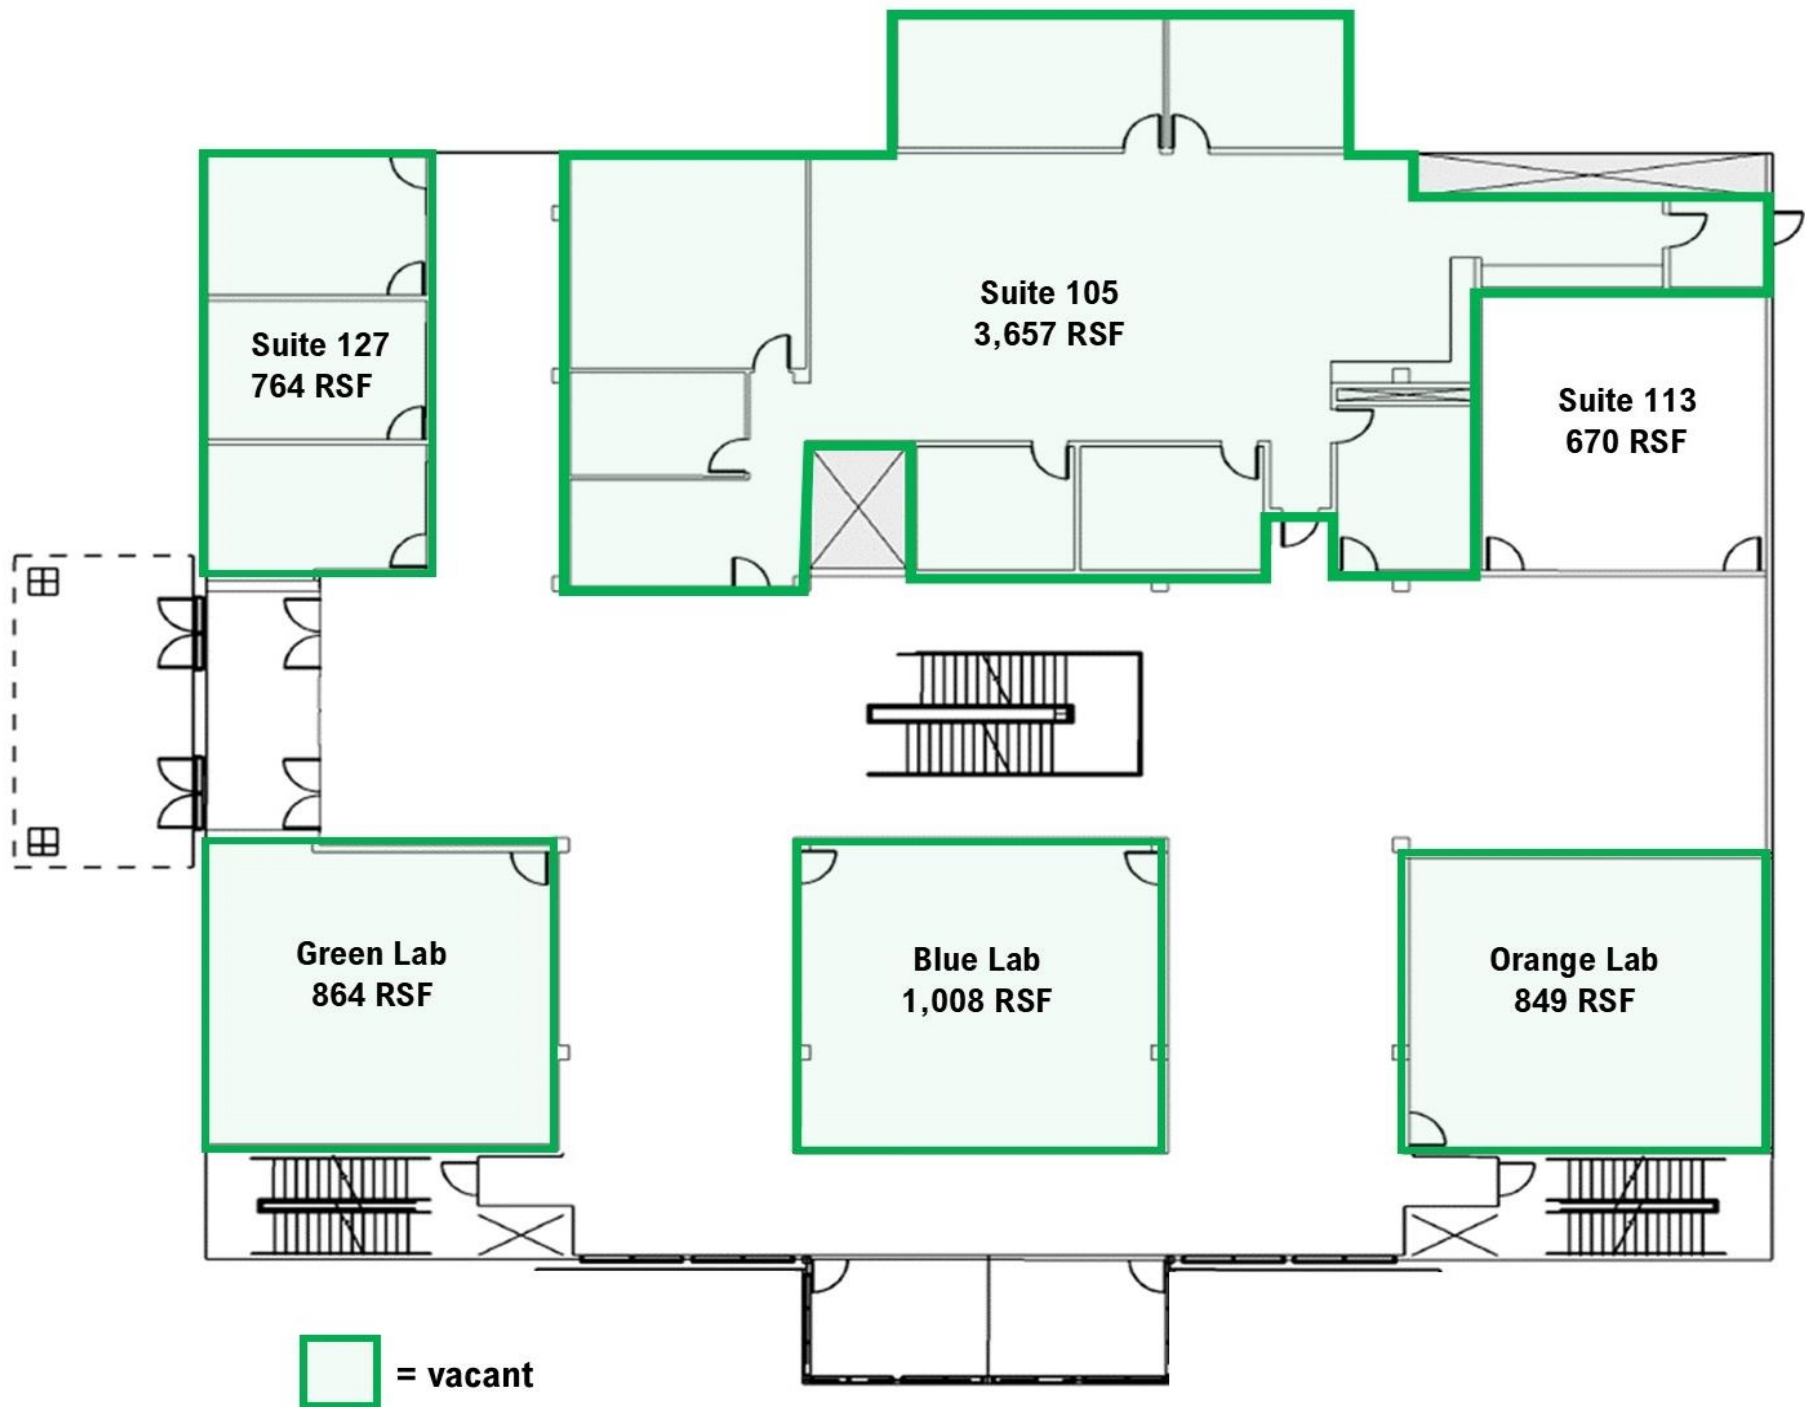 Suite 105
3,657 RSF
Suite 127
764 RSF
Suite 113
670 RSF
Green Lab
864 RSF
Blue Lab
1,008 RSF
Orange Lab
849 RSF
= vacant